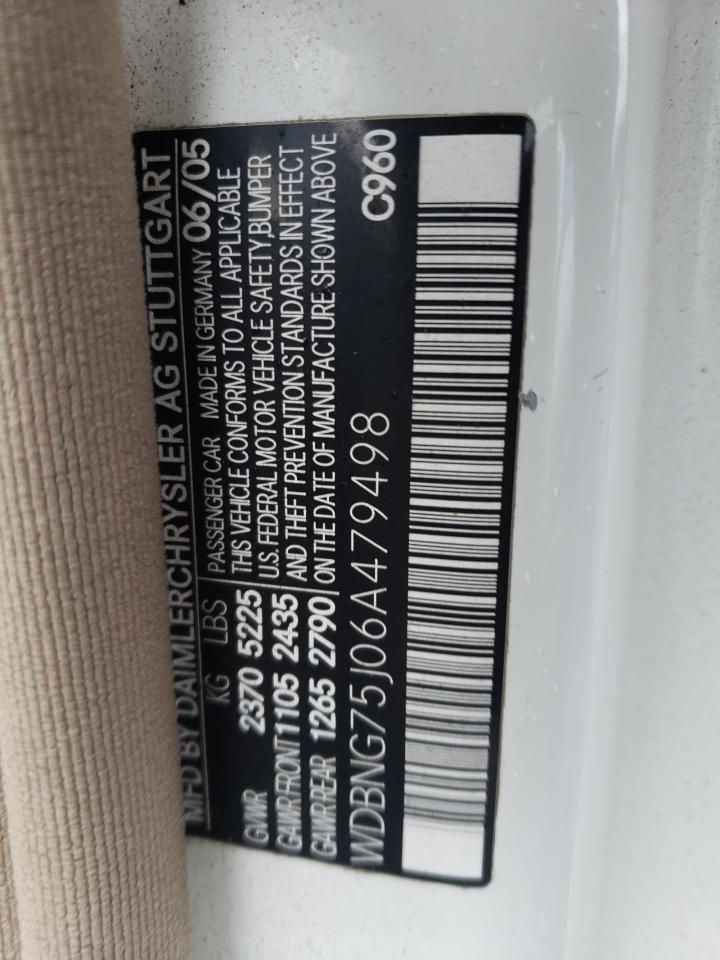 MFD BY DAIMLERCHRYSLER AG STUTTGART
KG LBS
GVWR 2370 5225
GAWR FRONT 1105 2435
GAWR REAR 1265 2790
PASSENGER CAR MADE IN GERMANY 06/05
THIS VEHICLE CONFORMS TO ALL APPLICABLE
U.S. FEDERAL MOTOR VEHICLE SAFETY,BUMPER
AND THEFT PREVENTION STANDARDS IN EFFECT
ON THE DATE OF MANUFACTURE SHOWN ABOVE
WDBNG75J06A479498 C960